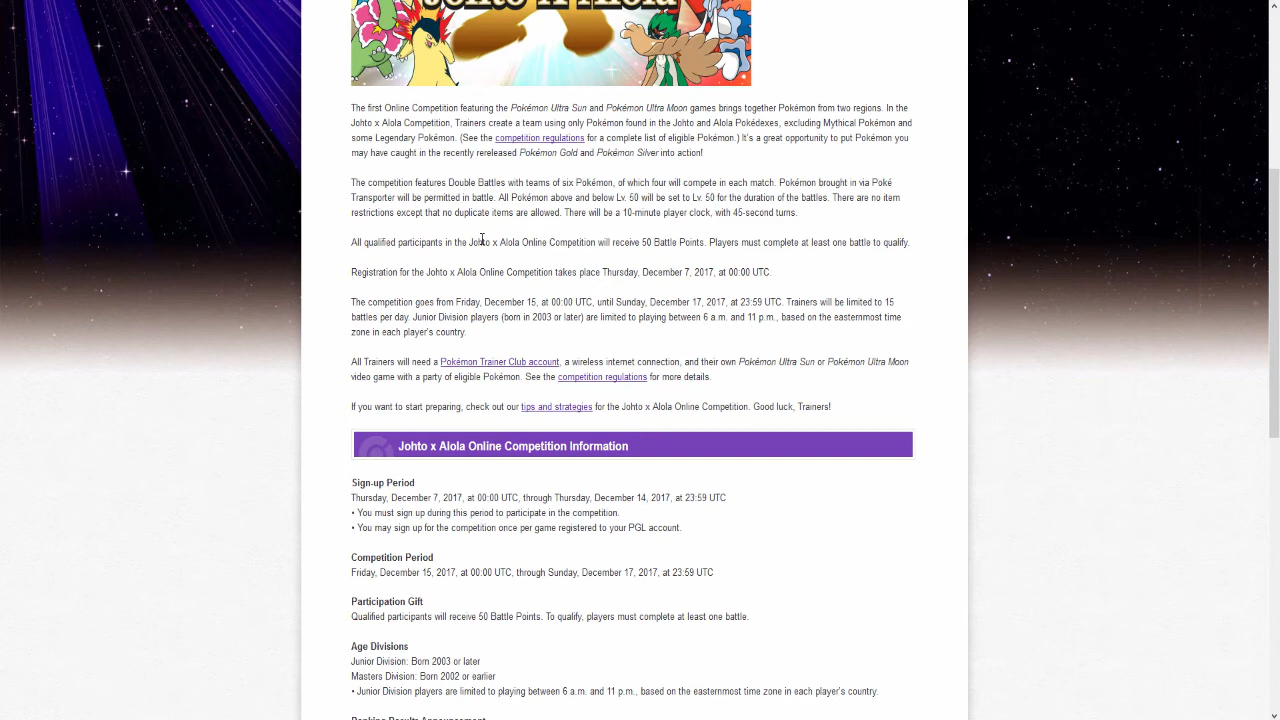 Johto x Alola
The first Online Competition featuring the Pokémon Ultra Sun and Pokémon Ultra Moon games brings together Pokémon from two regions. In the
Johto x Alola Competition, Trainers create a team using only Pokémon found in the Johto and Alola Pokédexes, excluding Mythical Pokémon and
some Legendary Pokémon. (See the competition regulations for a complete list of eligible Pokémon.) It's a great opportunity to put Pokémon you
may have caught in the recently rereleased Pokémon Gold and Pokémon Silver into action!
The competition features Double Battles with teams of six Pokémon, of which four will compete in each match. Pokémon brought in via Poké
Transporter will be permitted in battle. All Pokémon above and below Lv. 50 will be set to Lv. 50 for the duration of the battles. There are no item
restrictions except that no duplicate items are allowed. There will be a 10-minute player clock, with 45-second turns.
All qualified participants in the Johto x Alola Online Competition will receive 50 Battle Points. Players must complete at least one battle to qualify.
Registration for the Johto x Alola Online Competition takes place Thursday, December 7, 2017, at 00:00 UTC.
The competition goes from Friday, December 15, at 00:00 UTC, until Sunday, December 17, 2017, at 23:59 UTC. Trainers will be limited to 15
battles per day. Junior Division players (born in 2003 or later) are limited to playing between 6 a.m. and 11 p.m., based on the easternmost time
zone in each player's country.
All Trainers will need a Pokémon Trainer Club account, a wireless internet connection, and their own Pokémon Ultra Sun or Pokémon Ultra Moon
video game with a party of eligible Pokémon. See the competition regulations for more details.
If you want to start preparing, check out our tips and strategies for the Johto x Alola Online Competition. Good luck, Trainers!
Johto x Alola Online Competition Information
Sign-up Period
Thursday, December 7, 2017, at 00:00 UTC, through Thursday, December 14, 2017, at 23:59 UTC
• You must sign up during this period to participate in the competition.
• You may sign up for the competition once per game registered to your PGL account.
Competition Period
Friday, December 15, 2017, at 00:00 UTC, through Sunday, December 17, 2017, at 23:59 UTC
Participation Gift
Qualified participants will receive 50 Battle Points. To qualify, players must complete at least one battle.
Age Divisions
Junior Division: Born 2003 or later
Masters Division: Born 2002 or earlier
• Junior Division players are limited to playing between 6 a.m. and 11 p.m., based on the easternmost time zone in each player's country.
Ranking Results Announcement